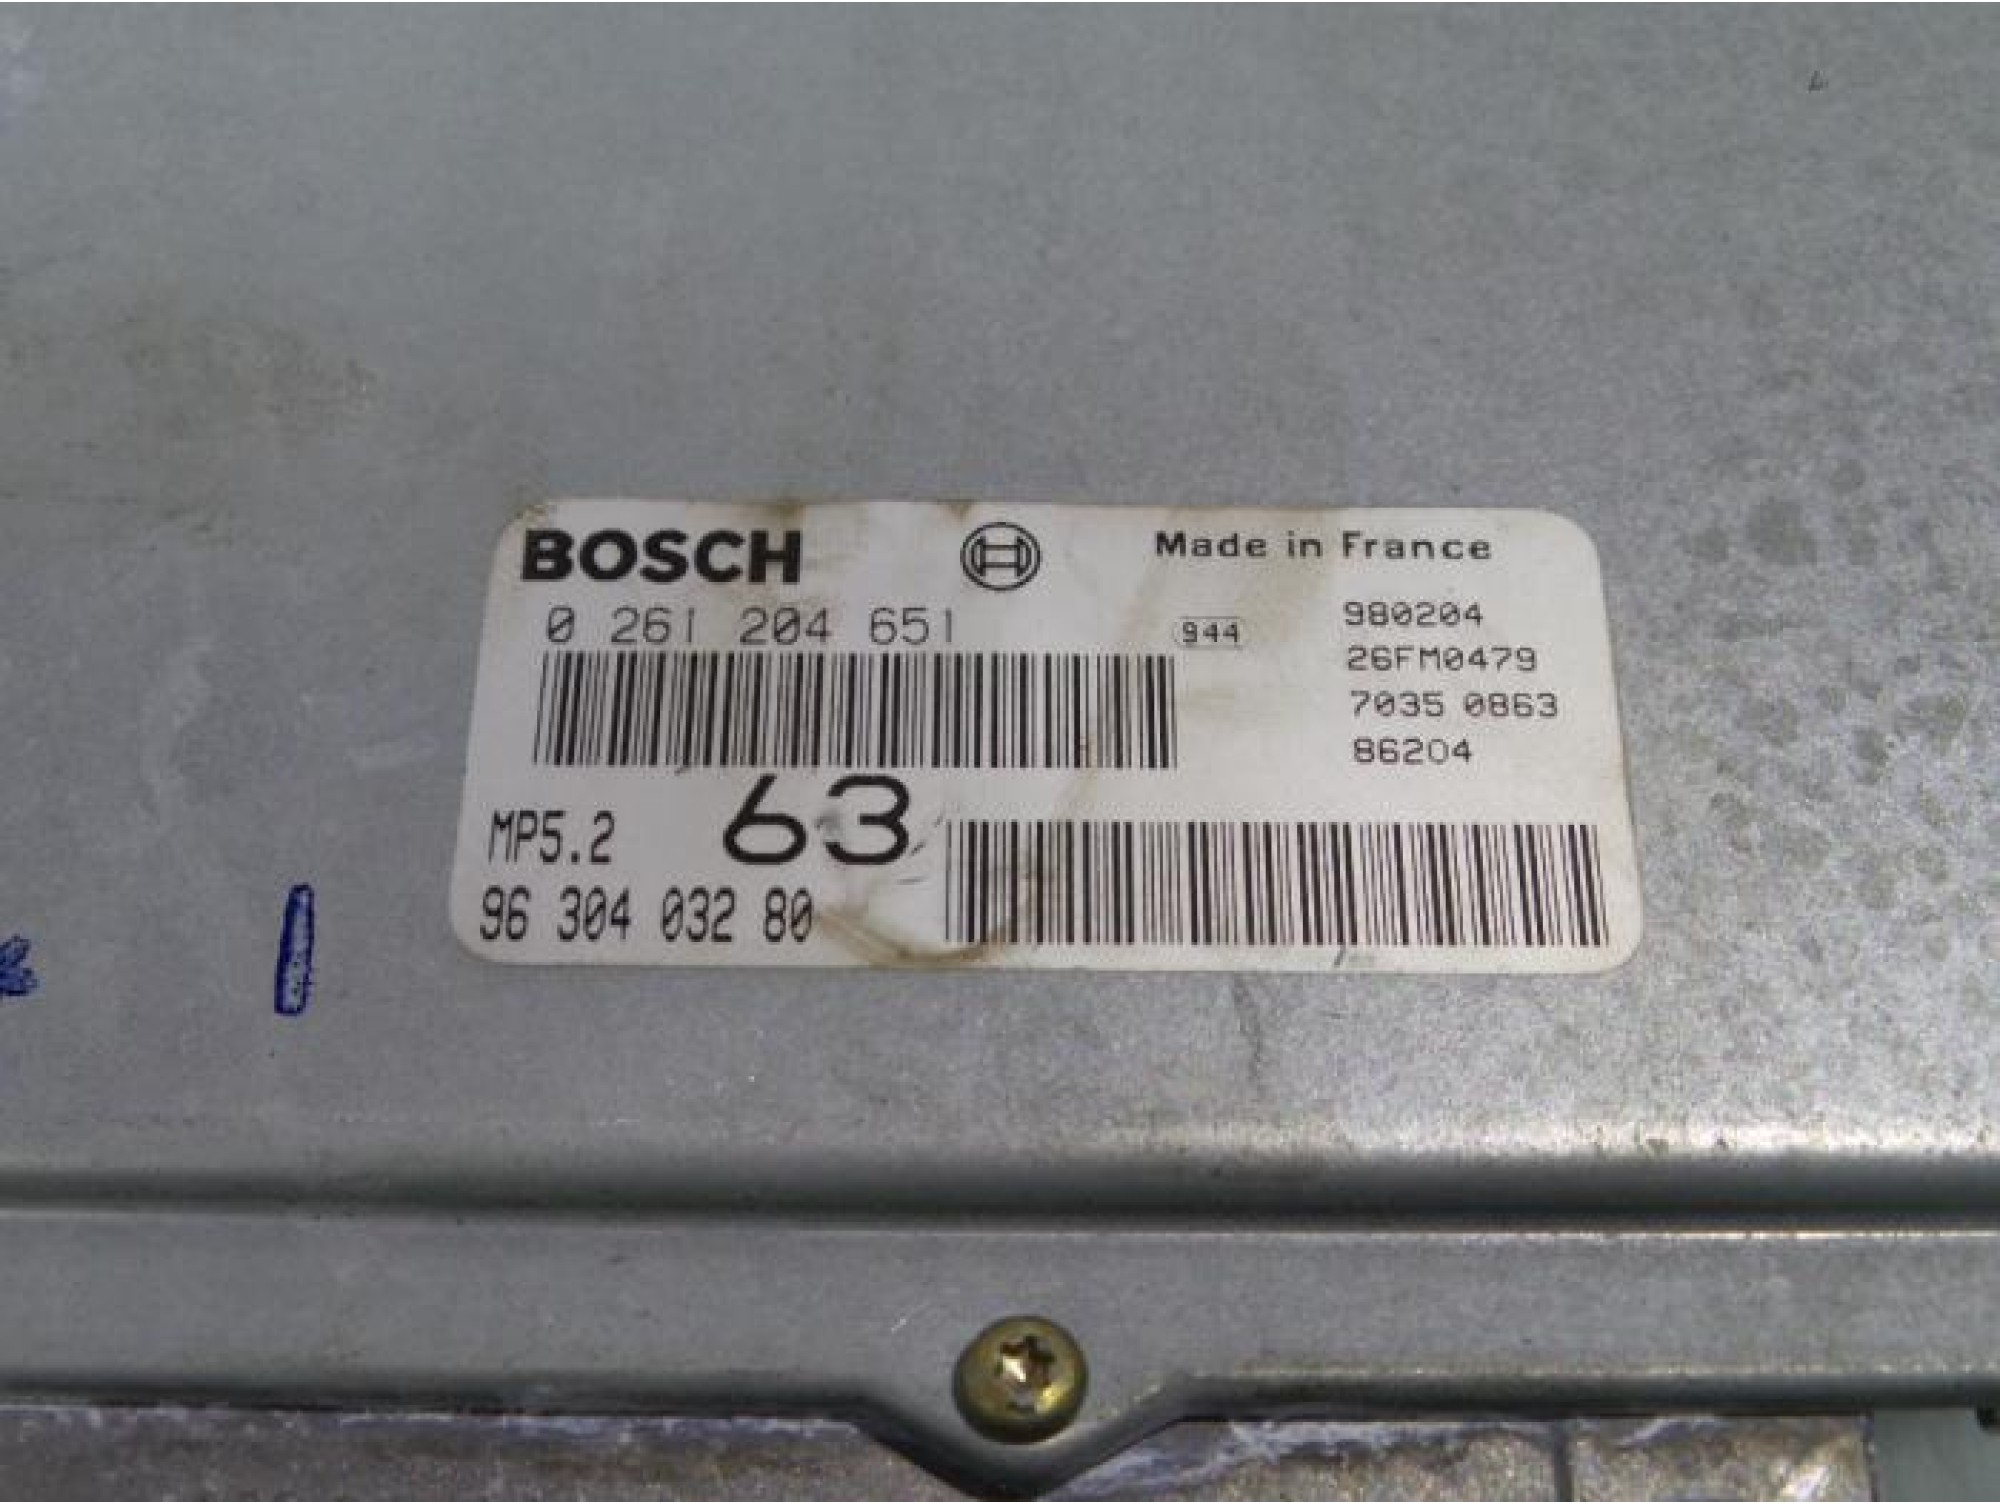 BOSCH
Made in France
0 261 204 651
944
980204
26FM0479
7035 0863
86204
MP5.2
63
96 304 032 80